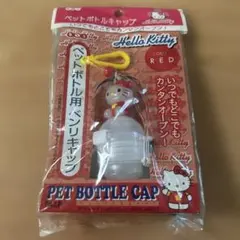 ペットボトルキャップ
Hello Kitty
RED
いつでもどこでも
カンタンオープン!
ペットボトル用 ベンリキャップ
PET BOTTLE CAP